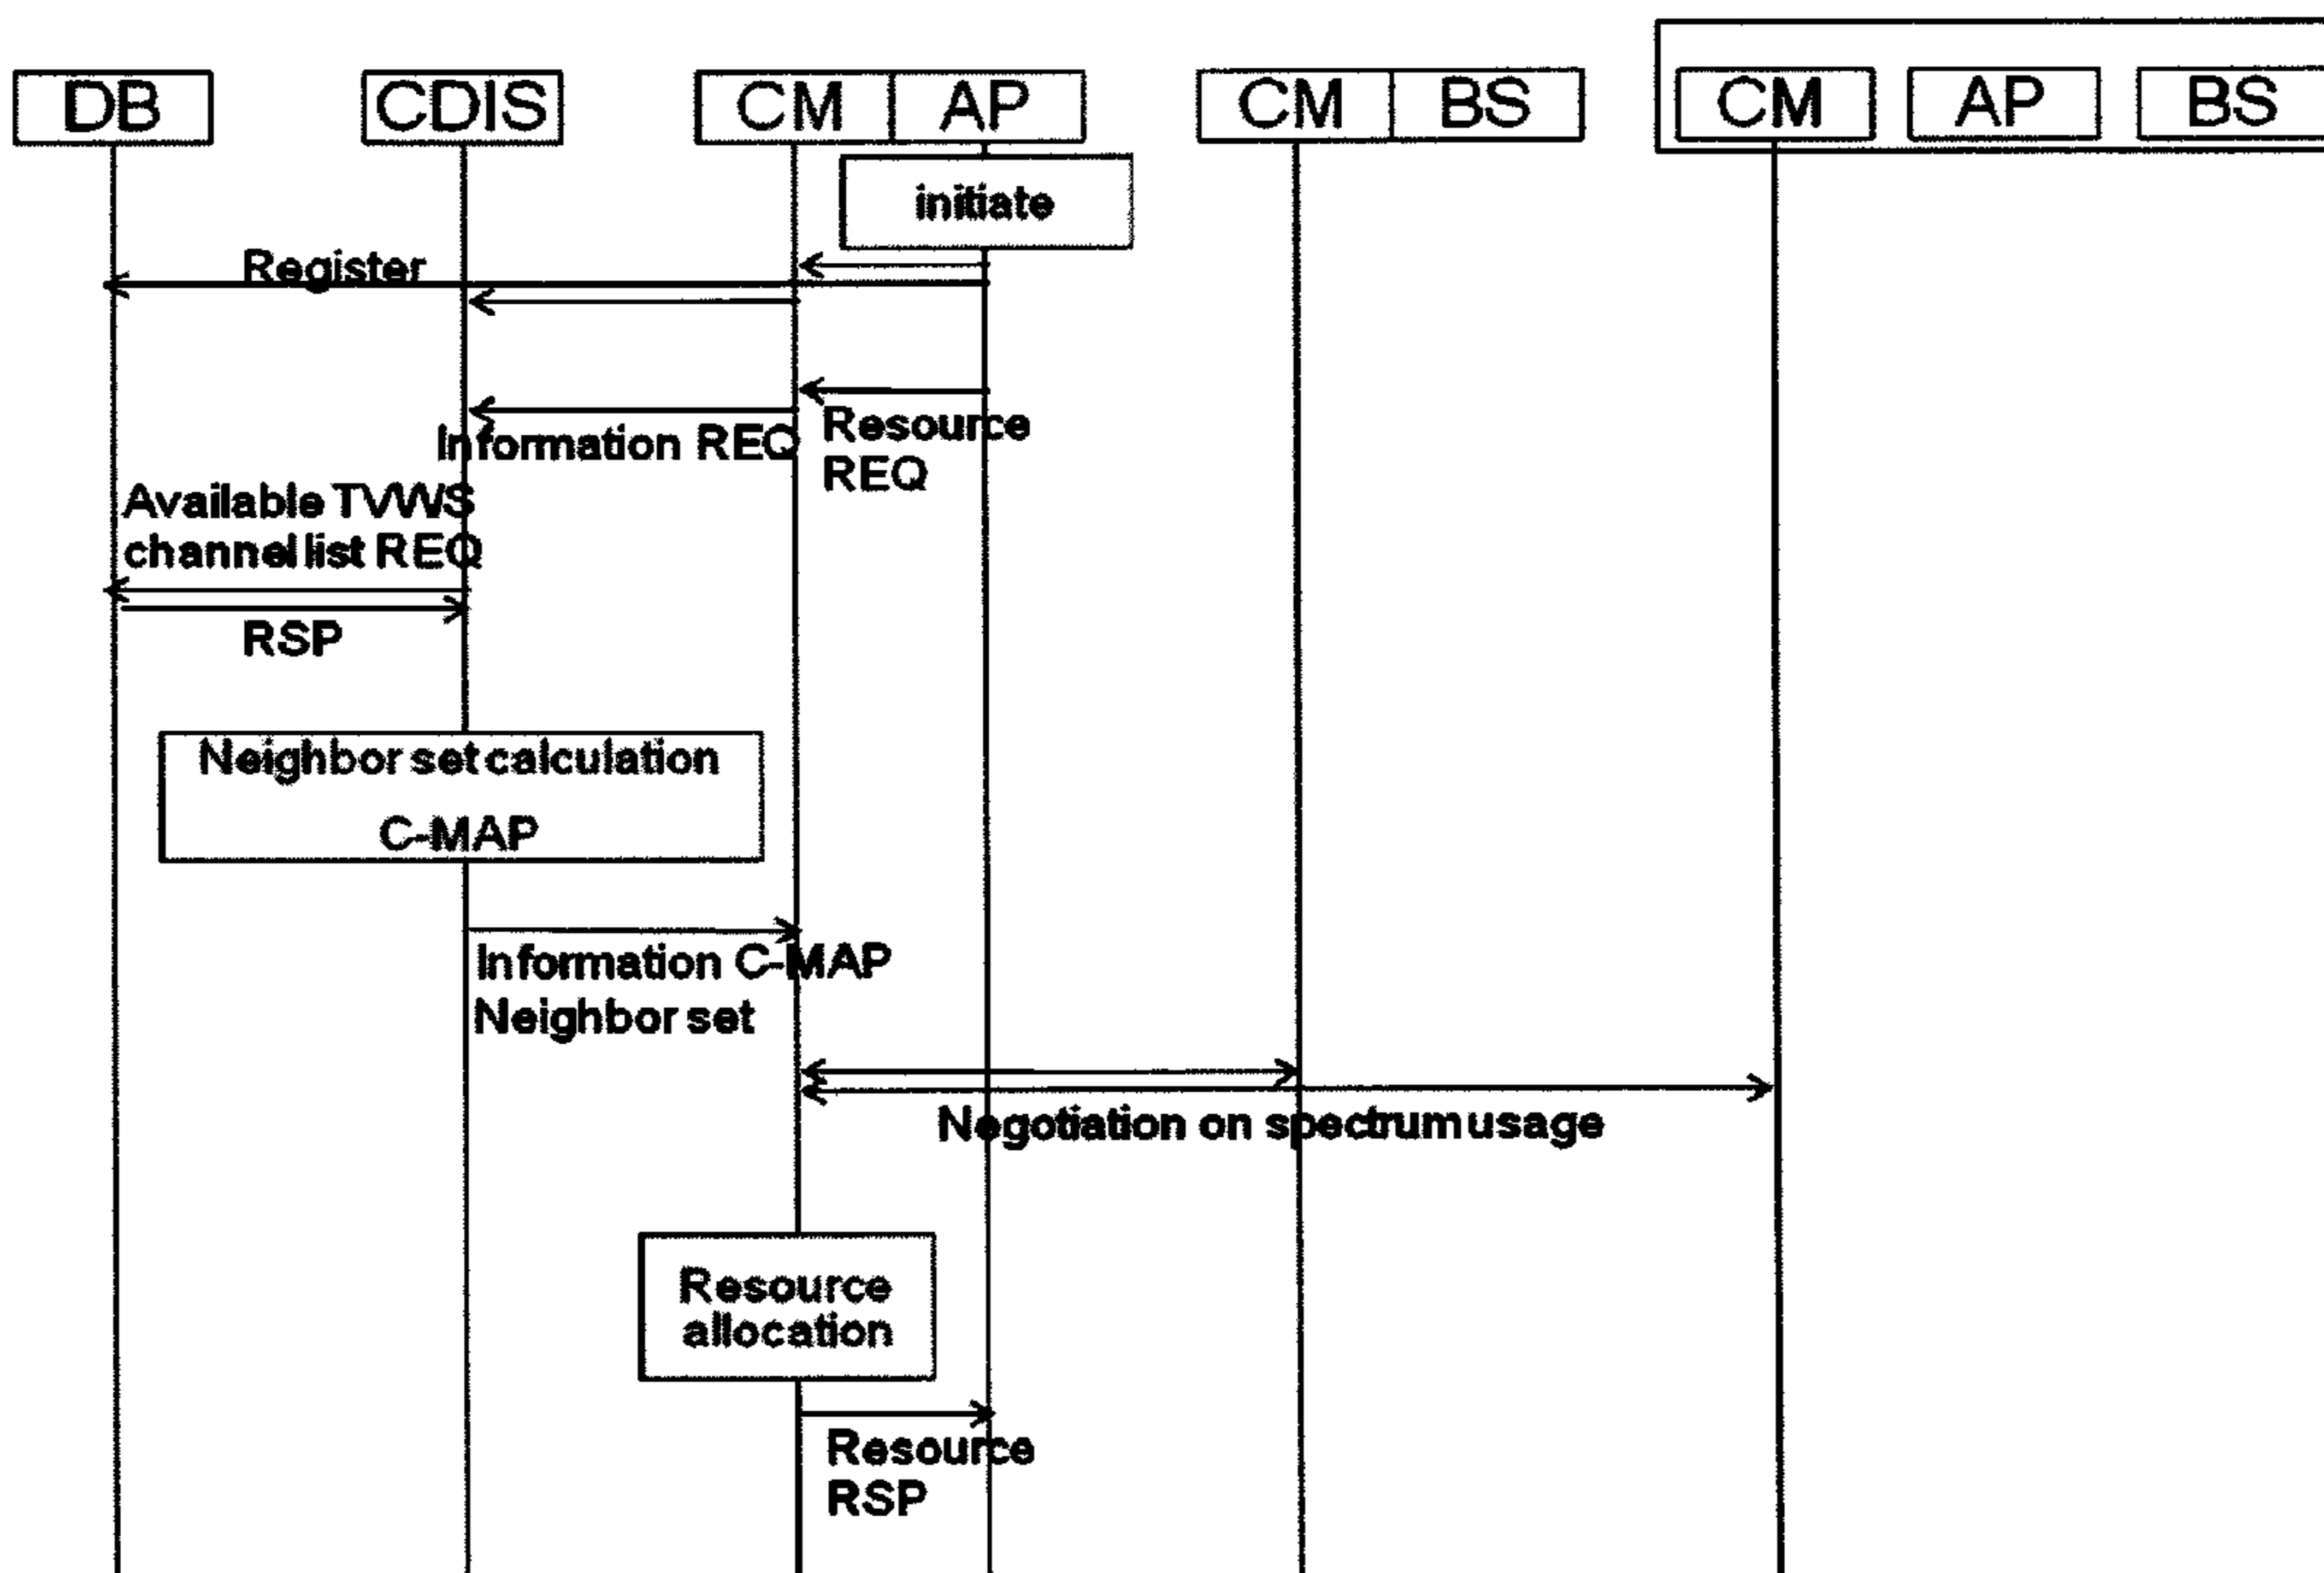 DB CDIS CM AP CM BS CM AP BS
initiate
Register
Resource
REQ
Information REQ
Available TVWS
channel list REQ
RSP
Neighbor set calculation
C-MAP
Information C-MAP
Neighbor set
Negotiation on spectrum usage
Resource
allocation
Resource
RSP